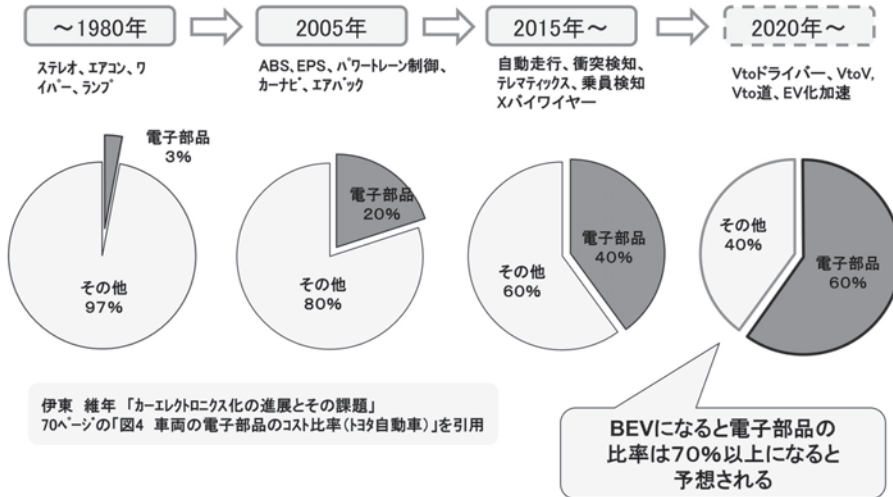 ～1980年
2005年
2015年～
2020年～
ステレオ、エアコン、ワ
イパー、ランプ
ABS、EPS、パワートレーン制御、
カーナビ、エアバック
自動走行、衝突検知、
テレマティックス、乗員検知
Xバイワイヤー
Vtoドライバー、VtoV,
Vto道、EV化加速
電子部品
3%
その他
97%
電子部品
20%
その他
80%
電子部品
40%
その他
60%
その他
40%
電子部品
60%
伊東 維年 「カーエレクトロニクス化の進展とその課題」
70ページの「図4 車両の電子部品のコスト比率（トヨタ自動車）」を引用
BEVになると電子部品の
比率は70%以上になると
予想される